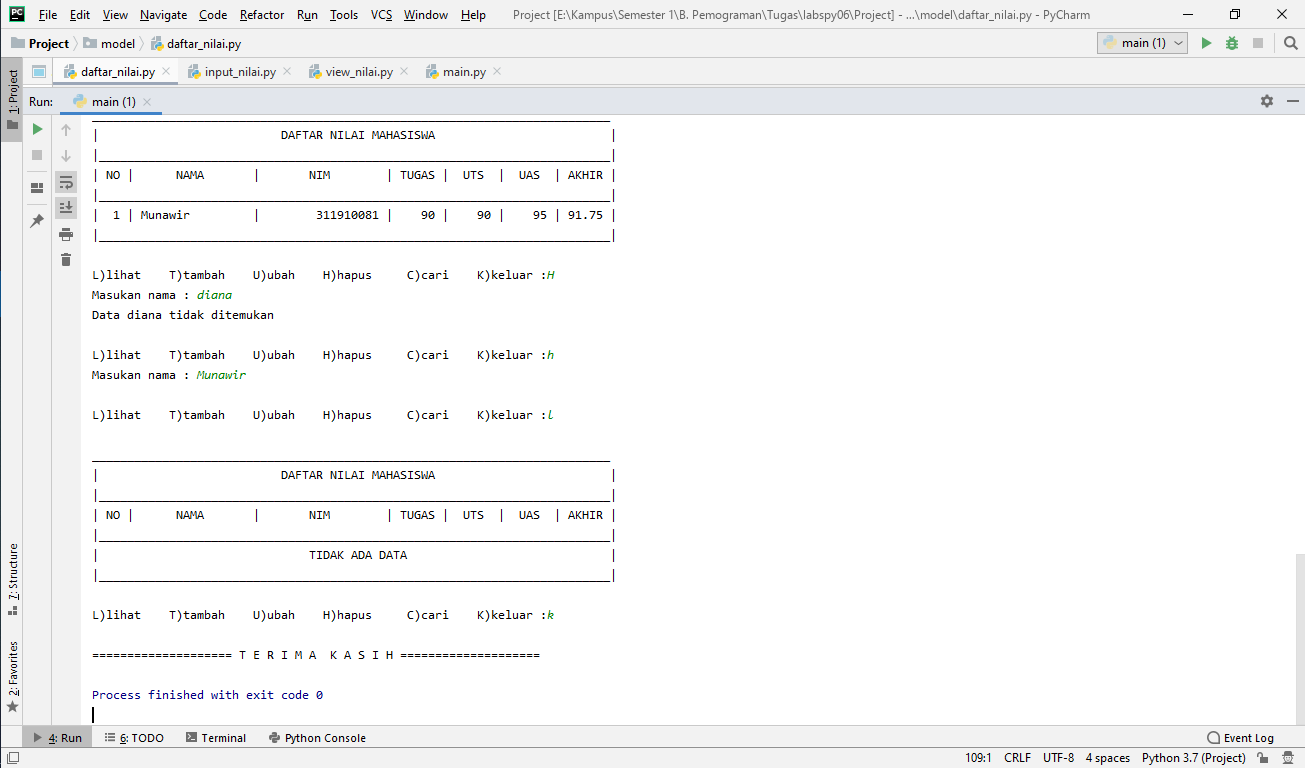 File Edit View Navigate Code Refactor Run Tools VCS Window Help Project [E:\Kampus\Semester 1\B. Pemograman\Tugas\labspy06\Project] - ...\model\daftar_nilai.py - PyCharm
Project model daftar_nilai.py main (1)
1: Project
daftar_nilai.py input_nilai.py view_nilai.py main.py
Run: main (1)
| DAFTAR NILAI MAHASISWA |
|__________________________________________________________________________|
| NO | NAMA | NIM | TUGAS | UTS | UAS | AKHIR |
|__________________________________________________________________________|
| 1 | Munawir | 311910081 | 90 | 90 | 95 | 91.75 |
|__________________________________________________________________________|
L)lihat T)tambah U)ubah H)hapus C)cari K)keluar :H
Masukan nama : diana
Data diana tidak ditemukan
L)lihat T)tambah U)ubah H)hapus C)cari K)keluar :h
Masukan nama : Munawir
L)lihat T)tambah U)ubah H)hapus C)cari K)keluar :l
__________________________________________________________________________
| DAFTAR NILAI MAHASISWA |
|__________________________________________________________________________|
| NO | NAMA | NIM | TUGAS | UTS | UAS | AKHIR |
|__________________________________________________________________________|
| TIDAK ADA DATA |
|__________________________________________________________________________|
L)lihat T)tambah U)ubah H)hapus C)cari K)keluar :k
==================== T E R I M A  K A S I H ====================
Process finished with exit code 0
7: Structure
2: Favorites
4: Run 6: TODO Terminal Python Console Event Log
109:1 CRLF UTF-8 4 spaces Python 3.7 (Project)